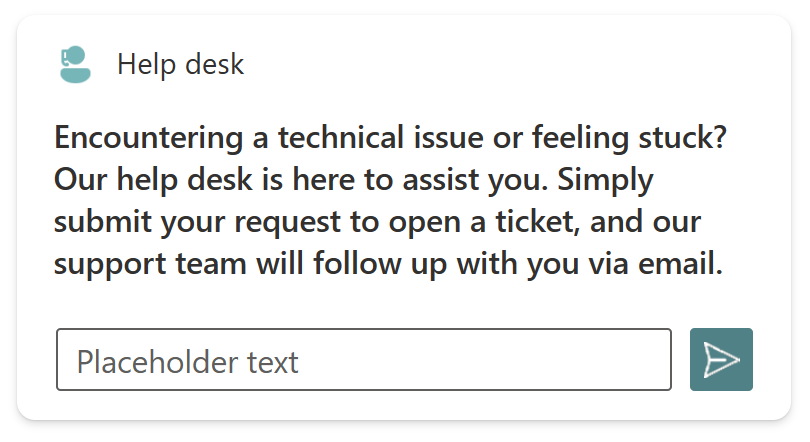 Help desk
Encountering a technical issue or feeling stuck?
Our help desk is here to assist you. Simply
submit your request to open a ticket, and our
support team will follow up with you via email.
Placeholder text